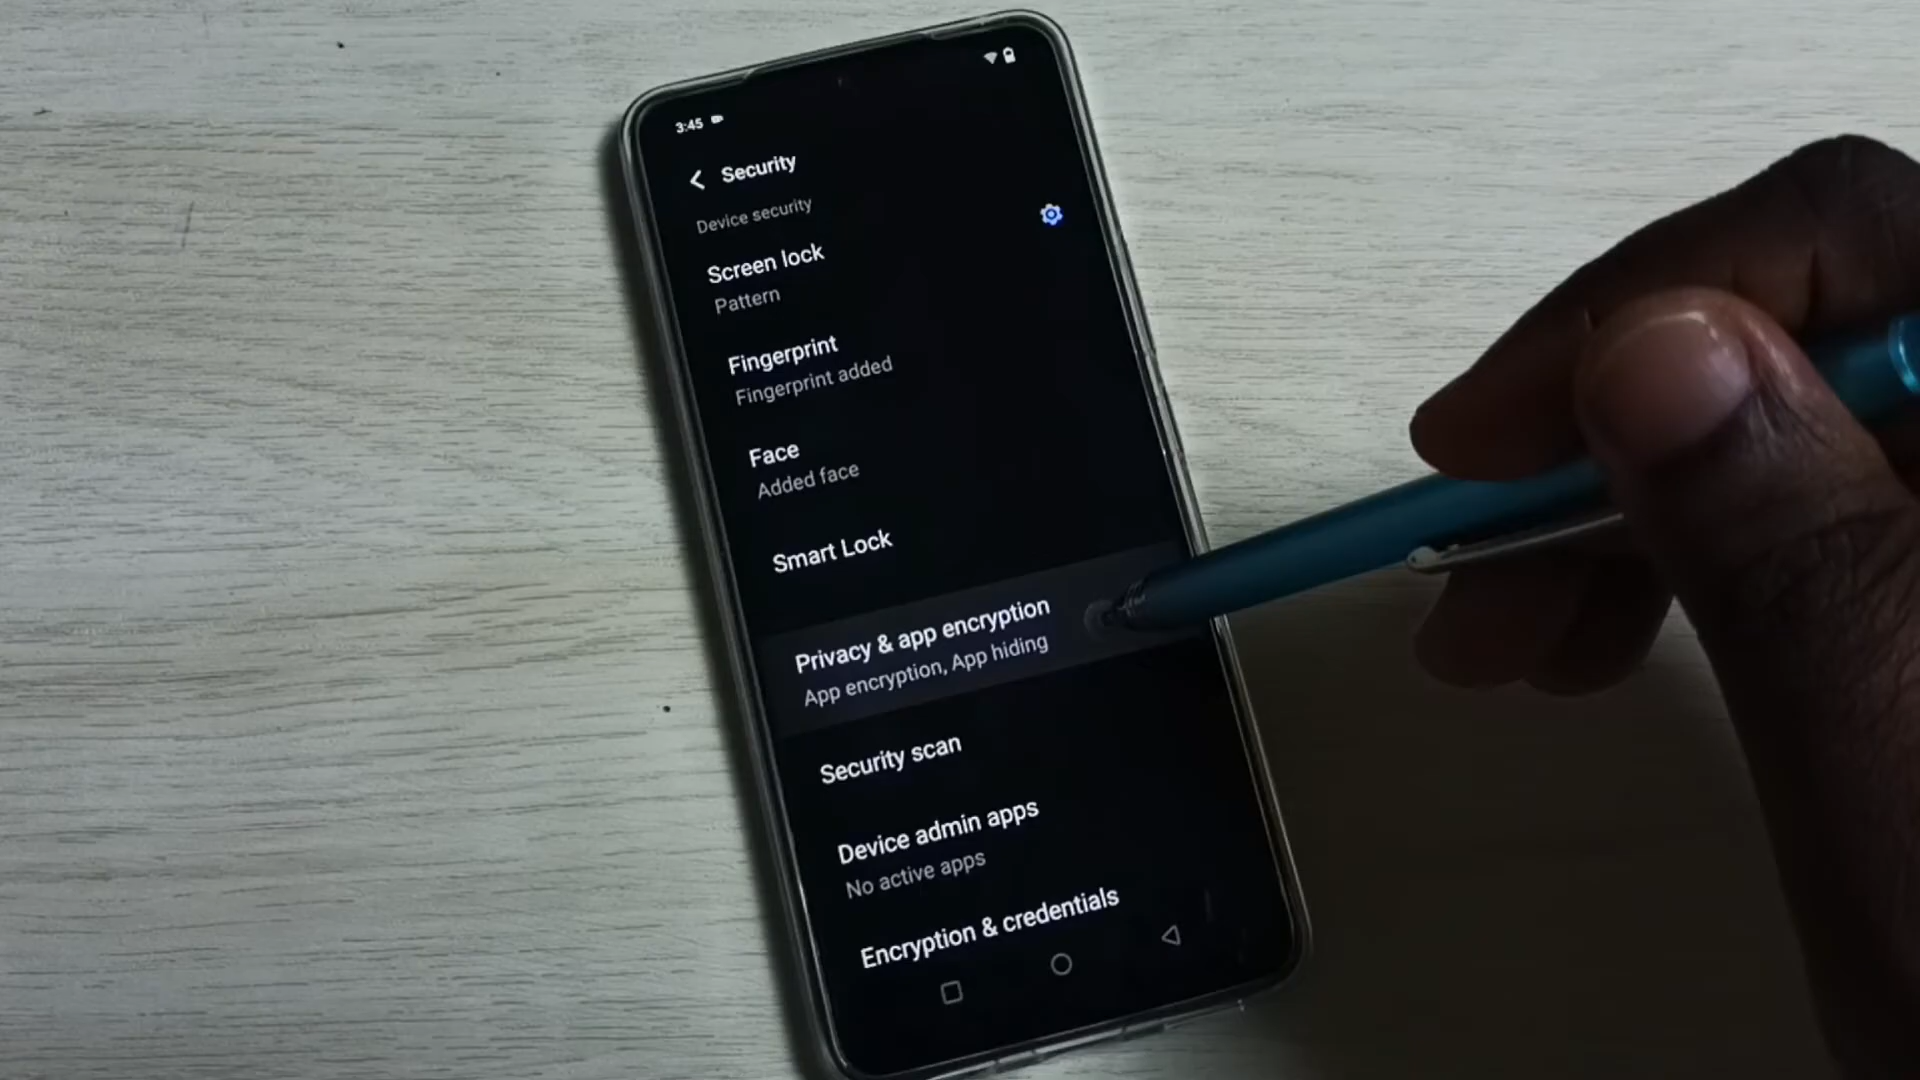 3:45
Security
Device security
Screen lock
Pattern
Fingerprint
Fingerprint added
Face
Added face
Smart Lock
Privacy & app encryption
App encryption, App hiding
Security scan
Device admin apps
No active apps
Encryption & credentials